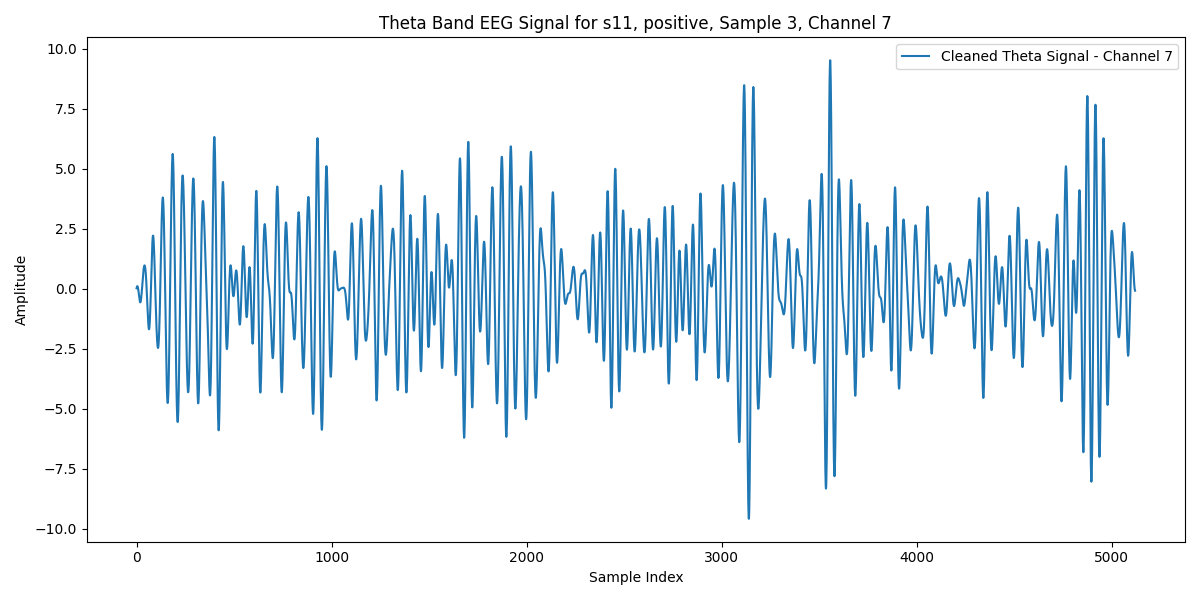 Theta Band EEG Signal for s11, positive, Sample 3, Channel 7
Cleaned Theta Signal - Channel 7
10.0
7.5
5.0
2.5
0.0
−2.5
−5.0
−7.5
−10.0
Amplitude
0 1000 2000 3000 4000 5000
Sample Index